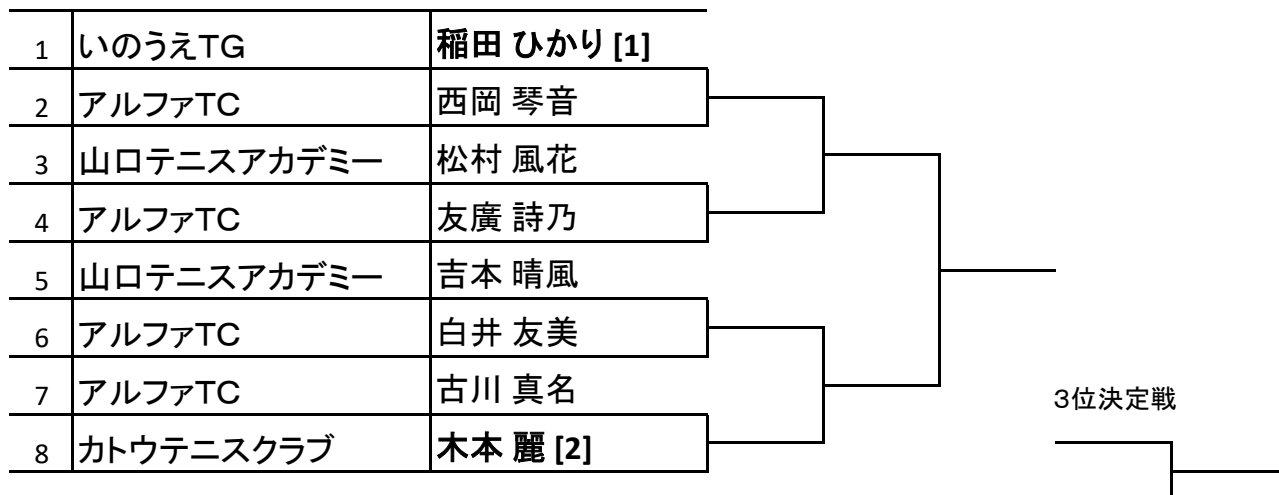 1 いのうえTG 稲田 ひかり [1]
2 アルファTC 西岡 琴音
3 山口テニスアカデミー 松村 風花
4 アルファTC 友廣 詩乃
5 山口テニスアカデミー 吉本 晴風
6 アルファTC 白井 友美
7 アルファTC 古川 真名
3位決定戦
8 カトウテニスクラブ 木本 麗 [2]